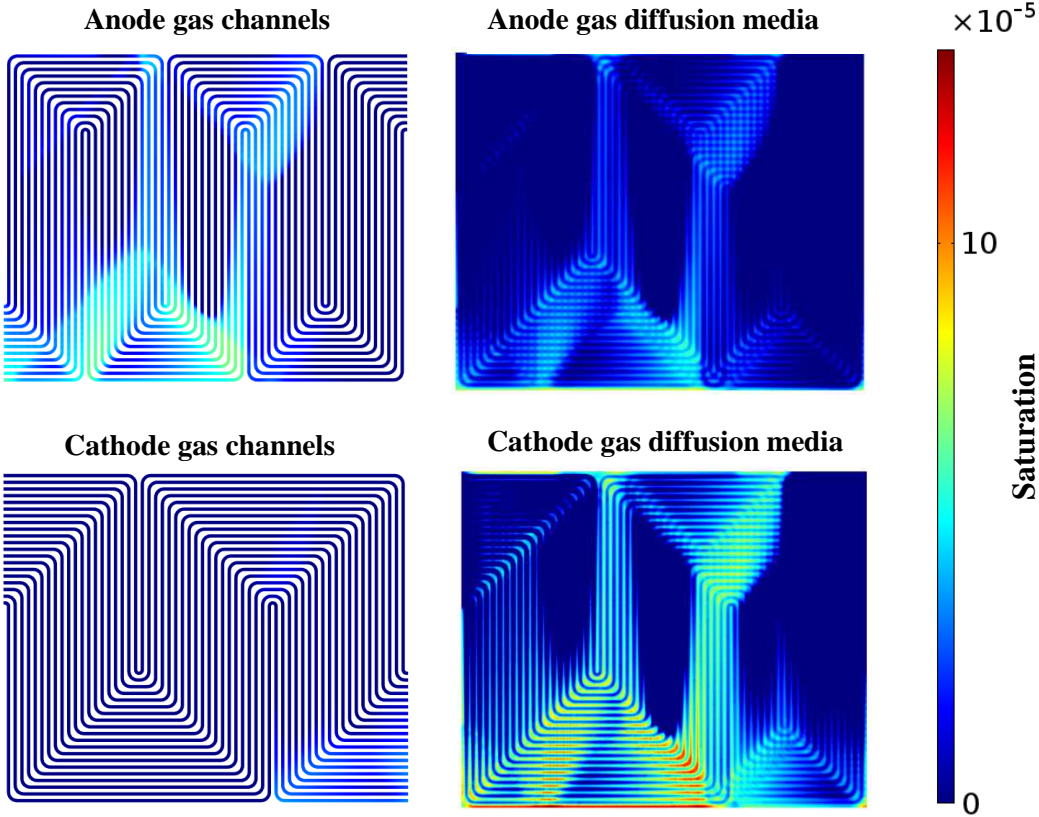 Anode gas channels
Anode gas diffusion media
×10⁻⁵
10
Saturation
Cathode gas channels
Cathode gas diffusion media
0